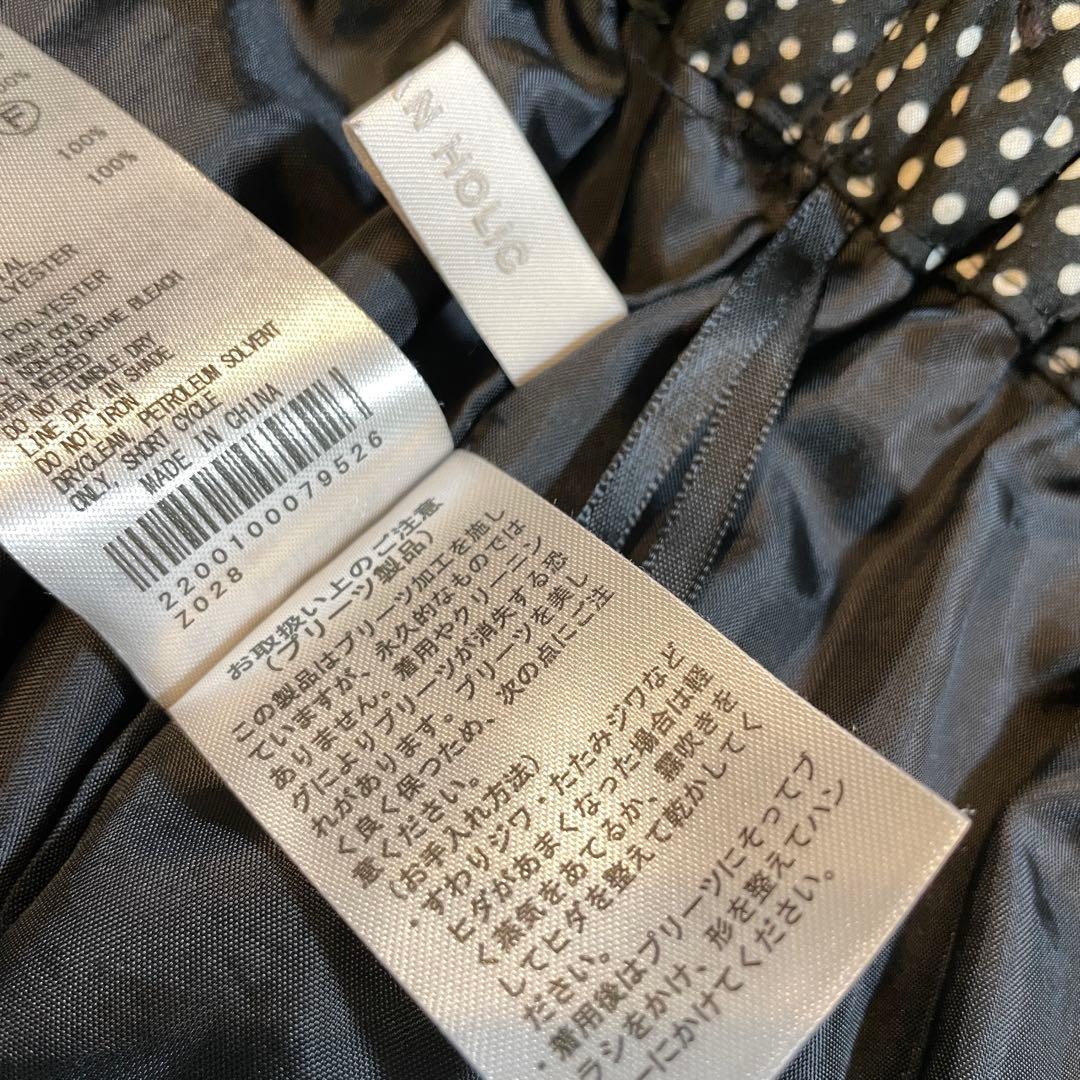 100%
100%
POLYESTER
WASH COLD
NON-CHLORINE BLEACH
WHEN NEEDED
DO NOT TUMBLE DRY
LINE DRY IN SHADE
DO NOT IRON
DRYCLEAN, PETROLEUM SOLVENT
ONLY, SHORT CYCLE
MADE IN CHINA
2200100079526
Z028
HOLIC
お取扱い上のご注意
(プリーツ製品)
この製品はプリーツ加工を施し
ていますが、永久的なものでは
ありません。着用やクリーニン
グによりプリーツが消失する恐
れがあります。プリーツを美し
く良く保つため、次の点にご注
意ください。
(お手入れ方法)
・すわりジワ・たたみジワなど
ヒダがあまくなった場合は軽
く蒸気をあてるか、霧吹きを
してヒダを整えて乾かしてく
ださい。
・着用後はプリーツにそってブ
ラシをかけ、形を整えてハン
ーにかけてください。